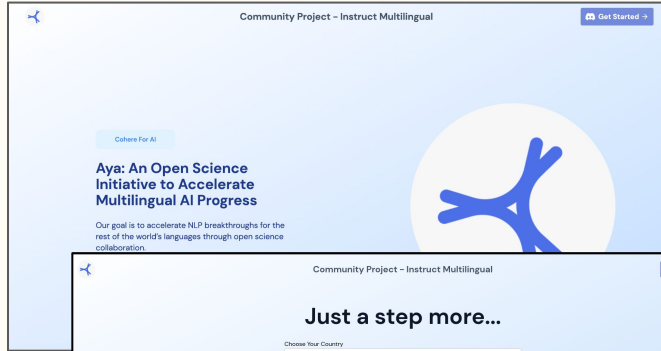 Community Project - Instruct Multilingual
Get Started →
Cohere For AI
Aya: An Open Science
Initiative to Accelerate
Multilingual AI Progress
Our goal is to accelerate NLP breakthroughs for the
rest of the world's languages through open science
collaboration.
Community Project - Instruct Multilingual
Just a step more...
Choose Your Country